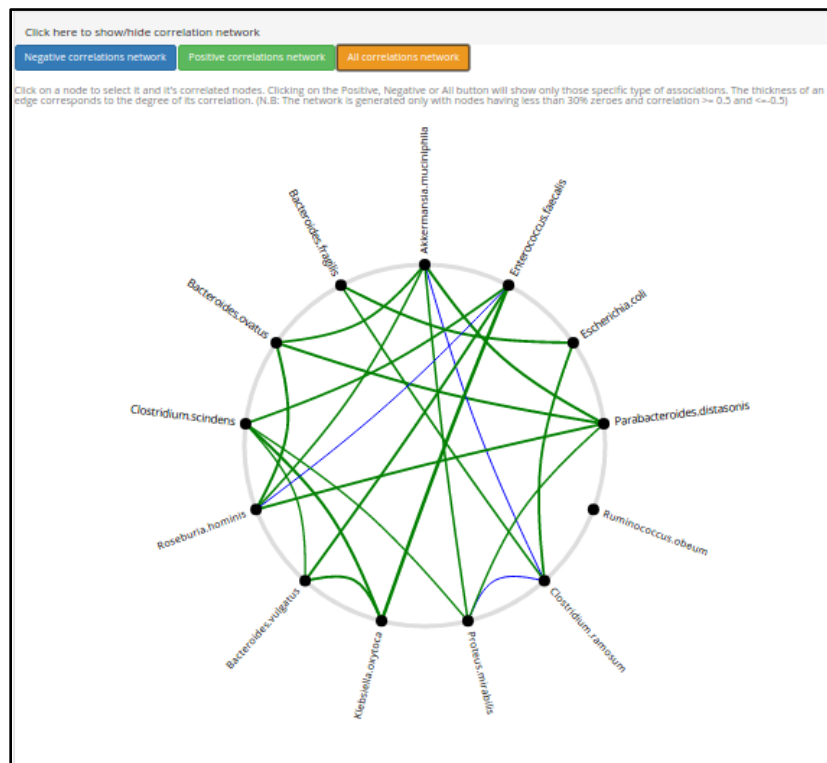 Click here to show/hide correlation network
Negative correlations network
Positive correlations network
All correlations network
Click on a node to select it and it's correlated nodes. Clicking on the Positive, Negative or All button will show only those specific type of associations. The thickness of an
edge corresponds to the degree of its correlation. (N.B: The network is generated only with nodes having less than 30% zeroes and correlation >= 0.5 and <=-0.5)
Akkermansia.muciniphila
Enterococcus.faecalis
Bacteroides.fragilis
Escherichia.coli
Bacteroides.ovatus
Parabacteroides.distasonis
Clostridium.scindens
Ruminococcus.obeum
Roseburia.hominis
Clostridium.ramosum
Bacteroides.vulgatus
Proteus.mirabilis
Klebsiella.oxytoca